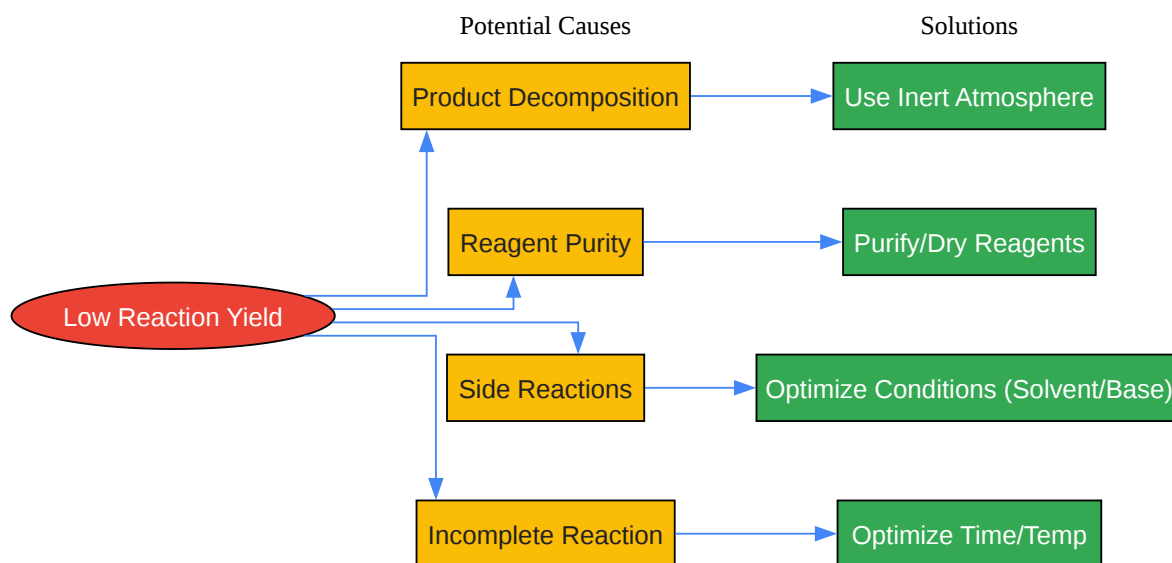 Potential Causes
Solutions
Product Decomposition
Use Inert Atmosphere
Reagent Purity
Purify/Dry Reagents
Low Reaction Yield
Side Reactions
Optimize Conditions (Solvent/Base)
Incomplete Reaction
Optimize Time/Temp